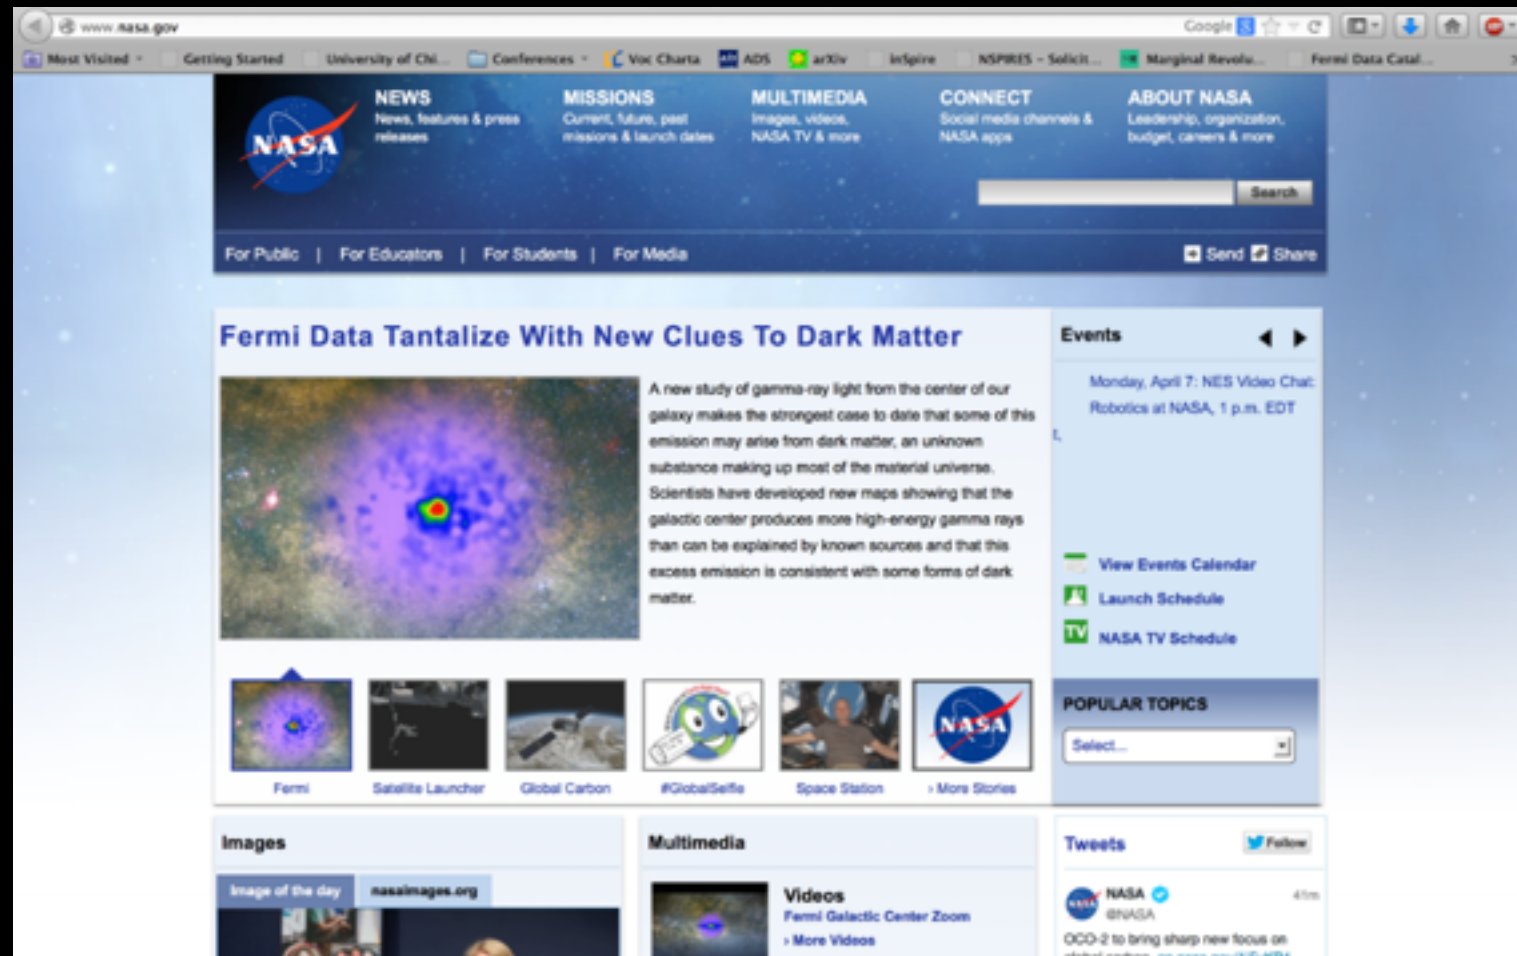 www.nasa.gov
Google
Most Visited
Getting Started
University of Chi...
Conferences
Voc Charta
ADS
arXiv
inSpire
NSPIRES - Solicit...
Marginal Revolu...
Fermi Data Catal...
NASA
NEWS
News, features & press
releases
MISSIONS
Current, future, past
missions & launch dates
MULTIMEDIA
Images, videos,
NASA TV & more
CONNECT
Social media channels &
NASA apps
ABOUT NASA
Leadership, organization,
budget, careers & more
Search
For Public | For Educators | For Students | For Media
Send Share
Fermi Data Tantalize With New Clues To Dark Matter
A new study of gamma-ray light from the center of our
galaxy makes the strongest case to date that some of this
emission may arise from dark matter, an unknown
substance making up most of the material universe.
Scientists have developed new maps showing that the
galactic center produces more high-energy gamma rays
than can be explained by known sources and that this
excess emission is consistent with some forms of dark
matter.
Fermi
Satellite Launcher
Global Carbon
#GlobalSelfie
Space Station
NASA
› More Stories
Events
Monday, April 7: NES Video Chat:
Robotics at NASA, 1 p.m. EDT
t,
View Events Calendar
Launch Schedule
TV
NASA TV Schedule
POPULAR TOPICS
Select...
Images
Image of the day
nasaimages.org
Multimedia
Videos
Fermi Galactic Center Zoom
› More Videos
Tweets
Follow
NASA
41m
@NASA
OCO-2 to bring sharp new focus on
global carbon.